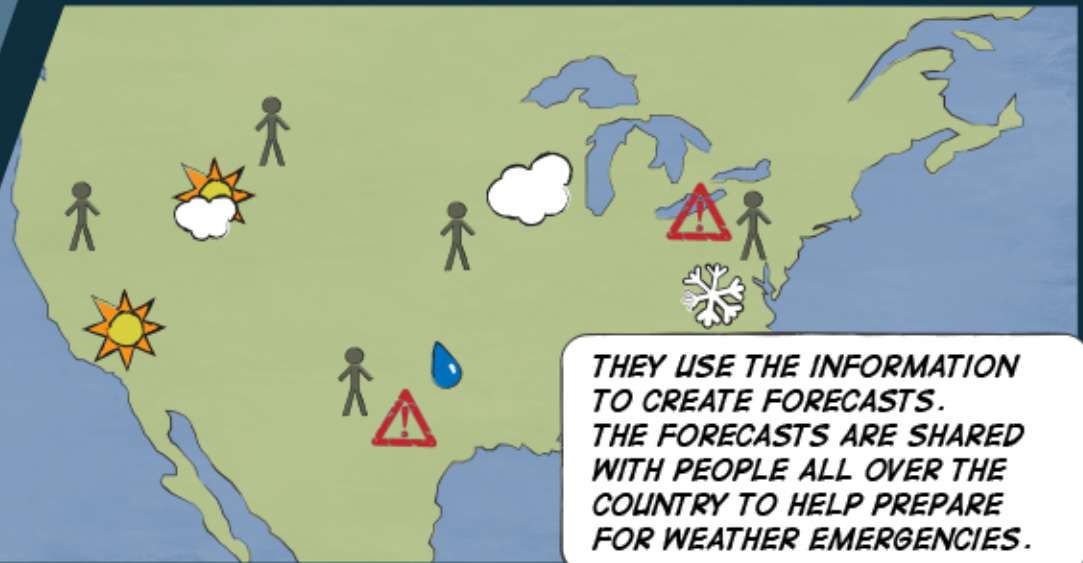 THEY USE THE INFORMATION
TO CREATE FORECASTS.
THE FORECASTS ARE SHARED
WITH PEOPLE ALL OVER THE
COUNTRY TO HELP PREPARE
FOR WEATHER EMERGENCIES.